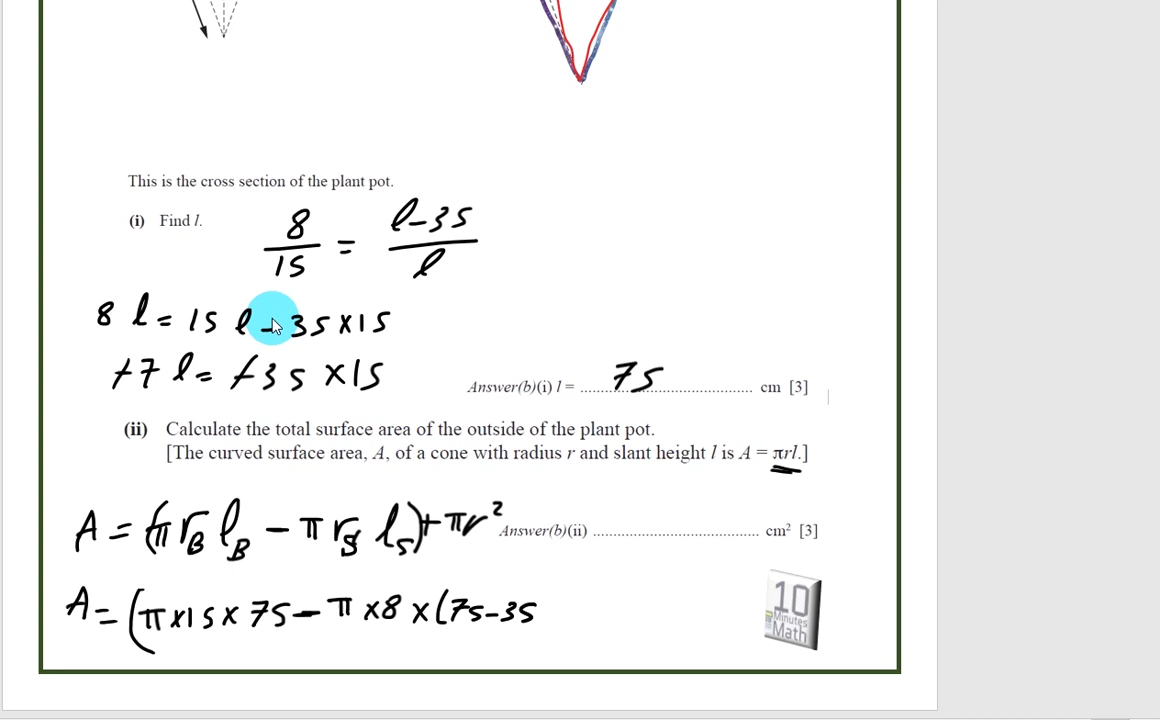 This is the cross section of the plant pot.
(i) Find l.
8/15 = l-35/l
8 l = 15 l - 35×15
+7 l = +35 ×15
Answer(b)(i) l = ........ 75 ........ cm [3]
(ii) Calculate the total surface area of the outside of the plant pot.
[The curved surface area, A, of a cone with radius r and slant height l is A = πrl.]
A = (π r_B l_B - π r_S l_S) + πr²
Answer(b)(ii) ........................................ cm² [3]
A = (π×15×75 - π×8×(75-35
10
Minutes
Math